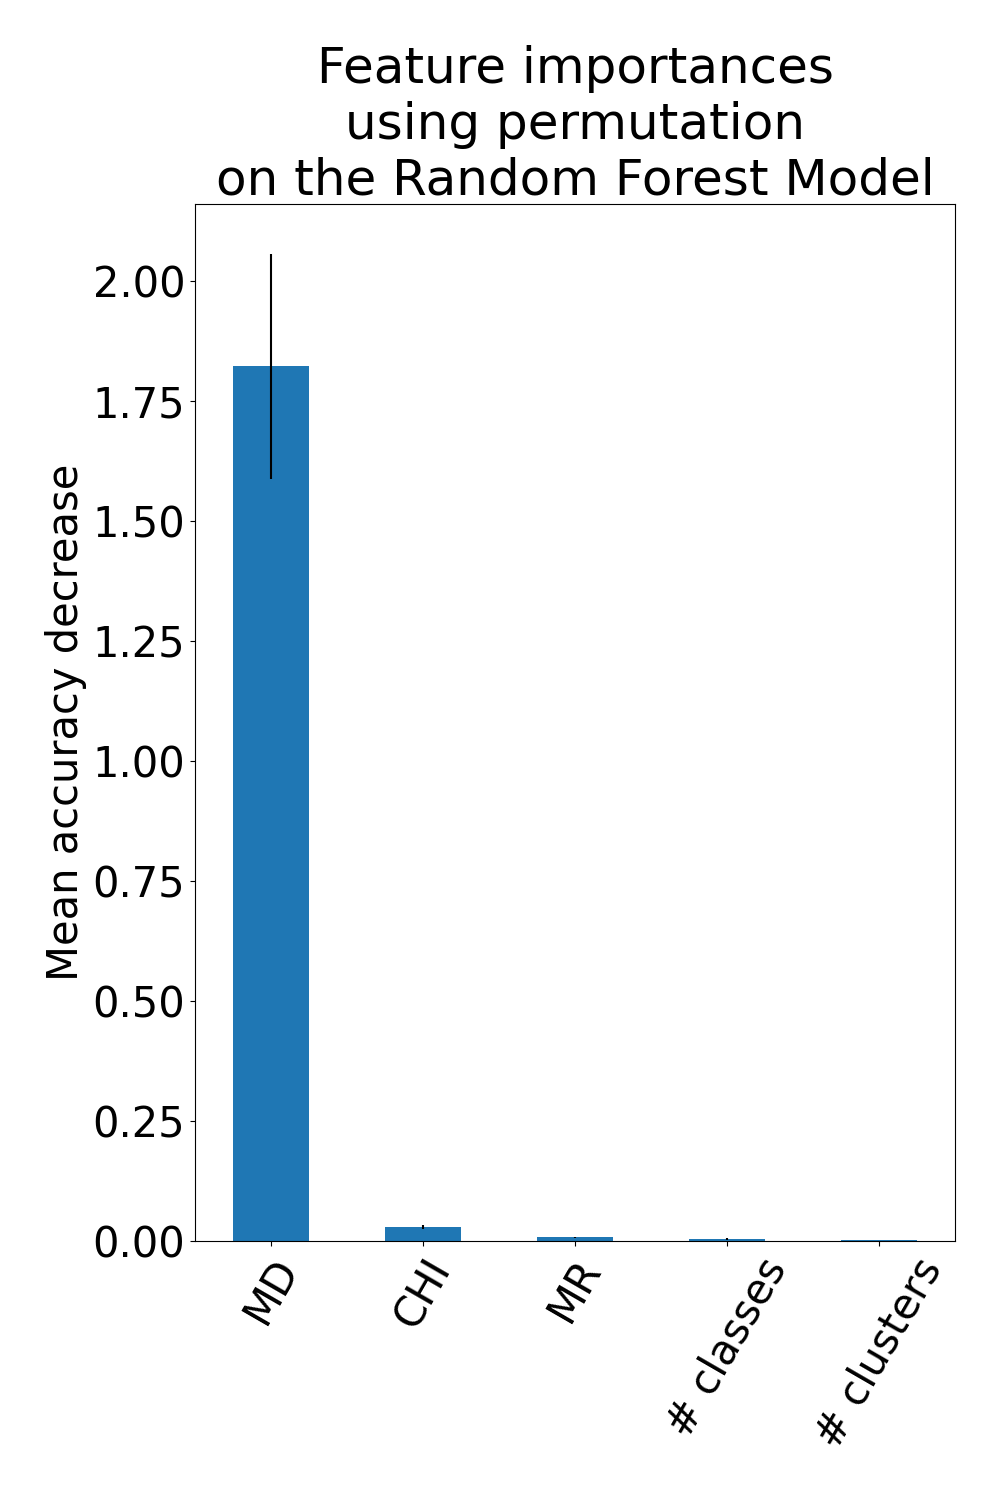 Feature importances
using permutation
on the Random Forest Model
Mean accuracy decrease
2.00
1.75
1.50
1.25
1.00
0.75
0.50
0.25
0.00
MD
CHI
MR
# classes
# clusters